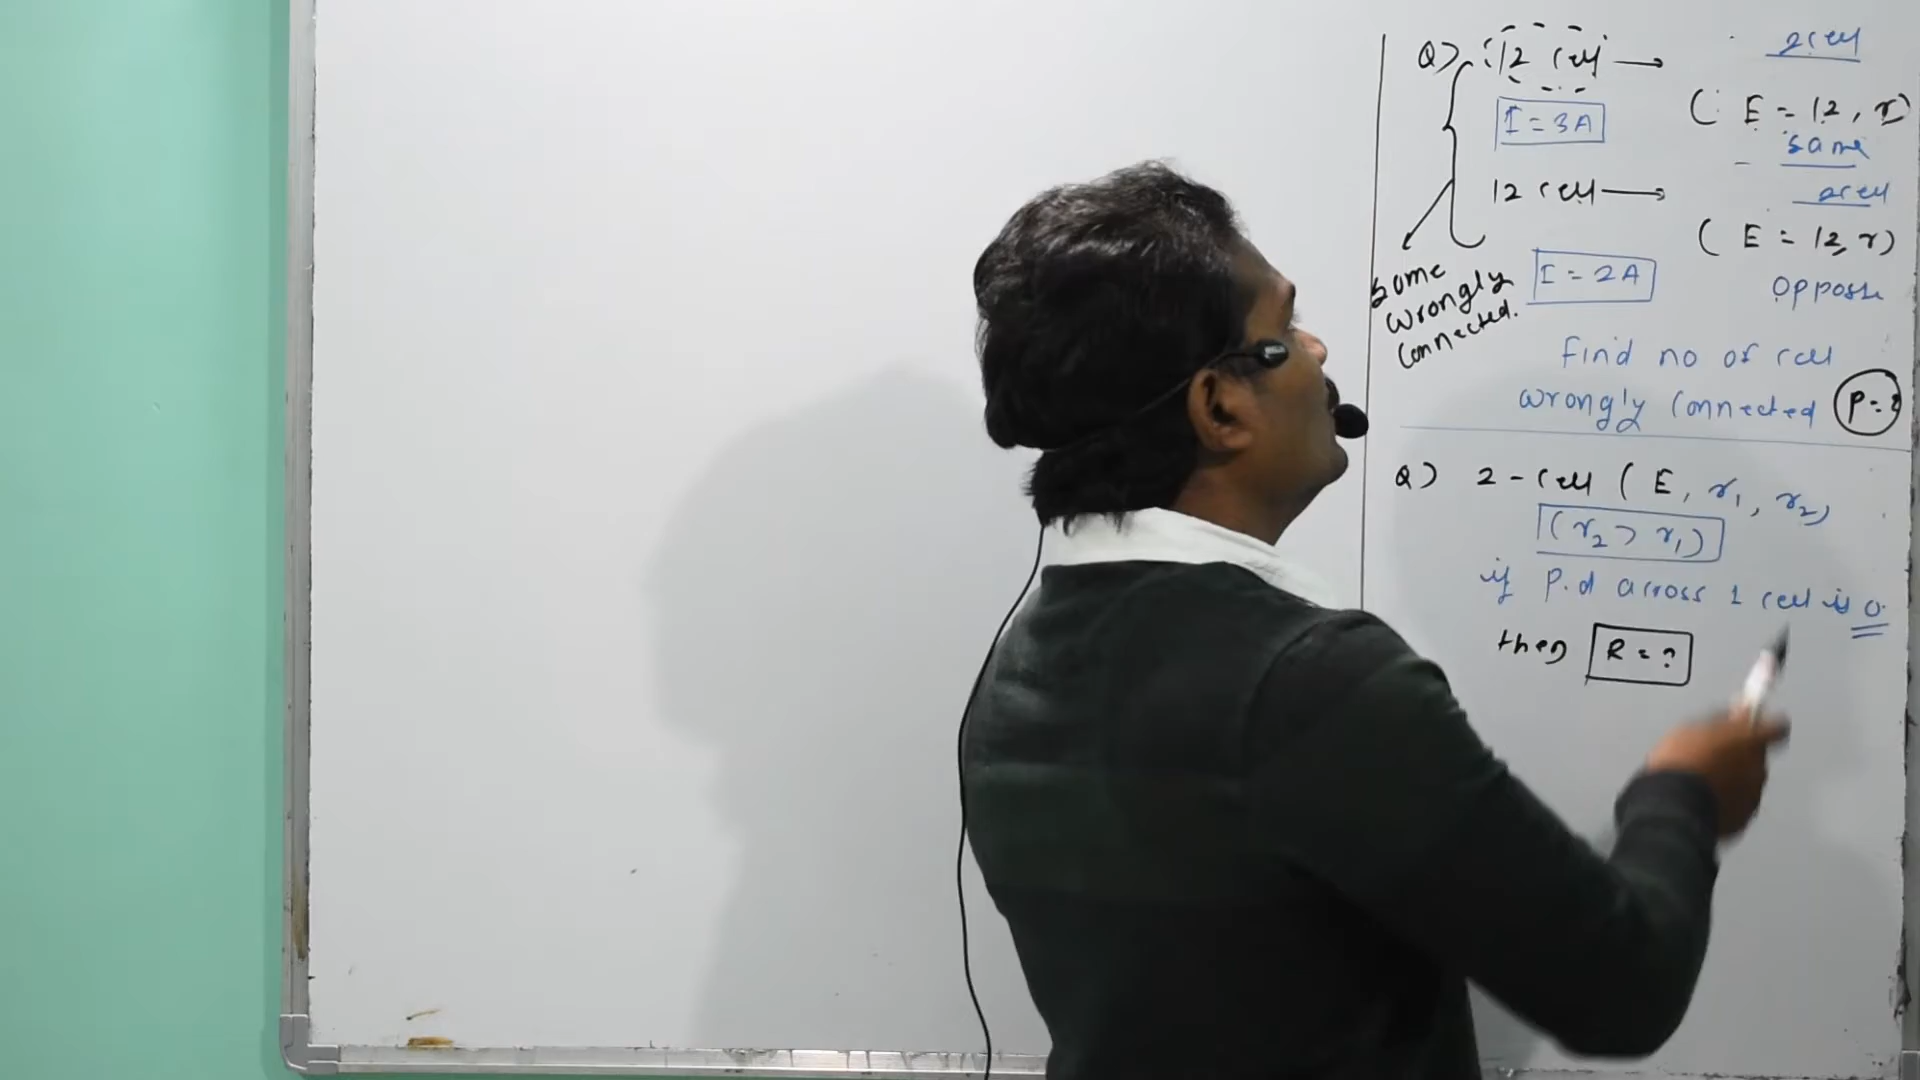 Q) 12 cell → 2 cell
(E = 12, r)
I = 3A
same
12 cell → 2 cell
(E = 12, r)
I = 2A
opposite
some
wrongly
connected.
Find no of cell
wrongly connected P = ?
Q) 2 - cell (E, r₁, r₂)
(r₂ > r₁)
if P.d across 1 cell is 0.
then R = ?